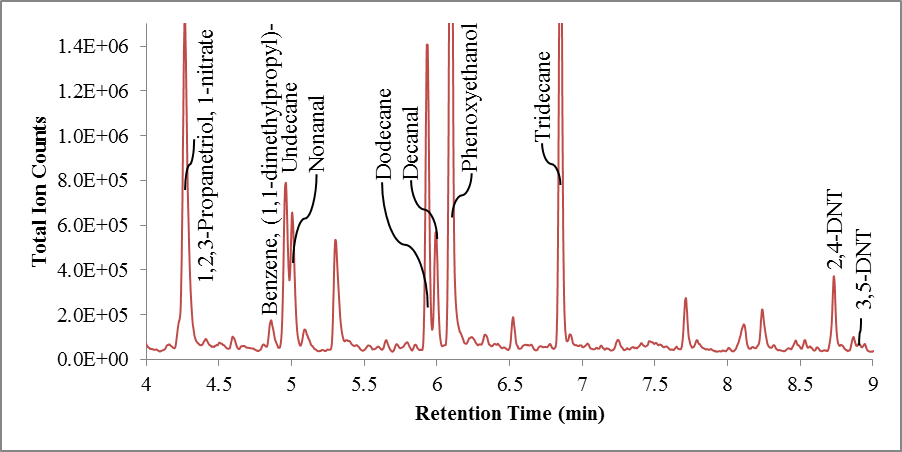 Total Ion Counts
1.4E+06
1.2E+06
1.0E+06
8.0E+05
6.0E+05
4.0E+05
2.0E+05
0.0E+00
1,2,3-Propanetriol, 1-nitrate
Benzene, (1,1-dimethylpropyl)-
Undecane
Nonanal
Dodecane
Decanal
Phenoxyethanol
Tridecane
2,4-DNT
3,5-DNT
4 4.5 5 5.5 6 6.5 7 7.5 8 8.5 9
Retention Time (min)